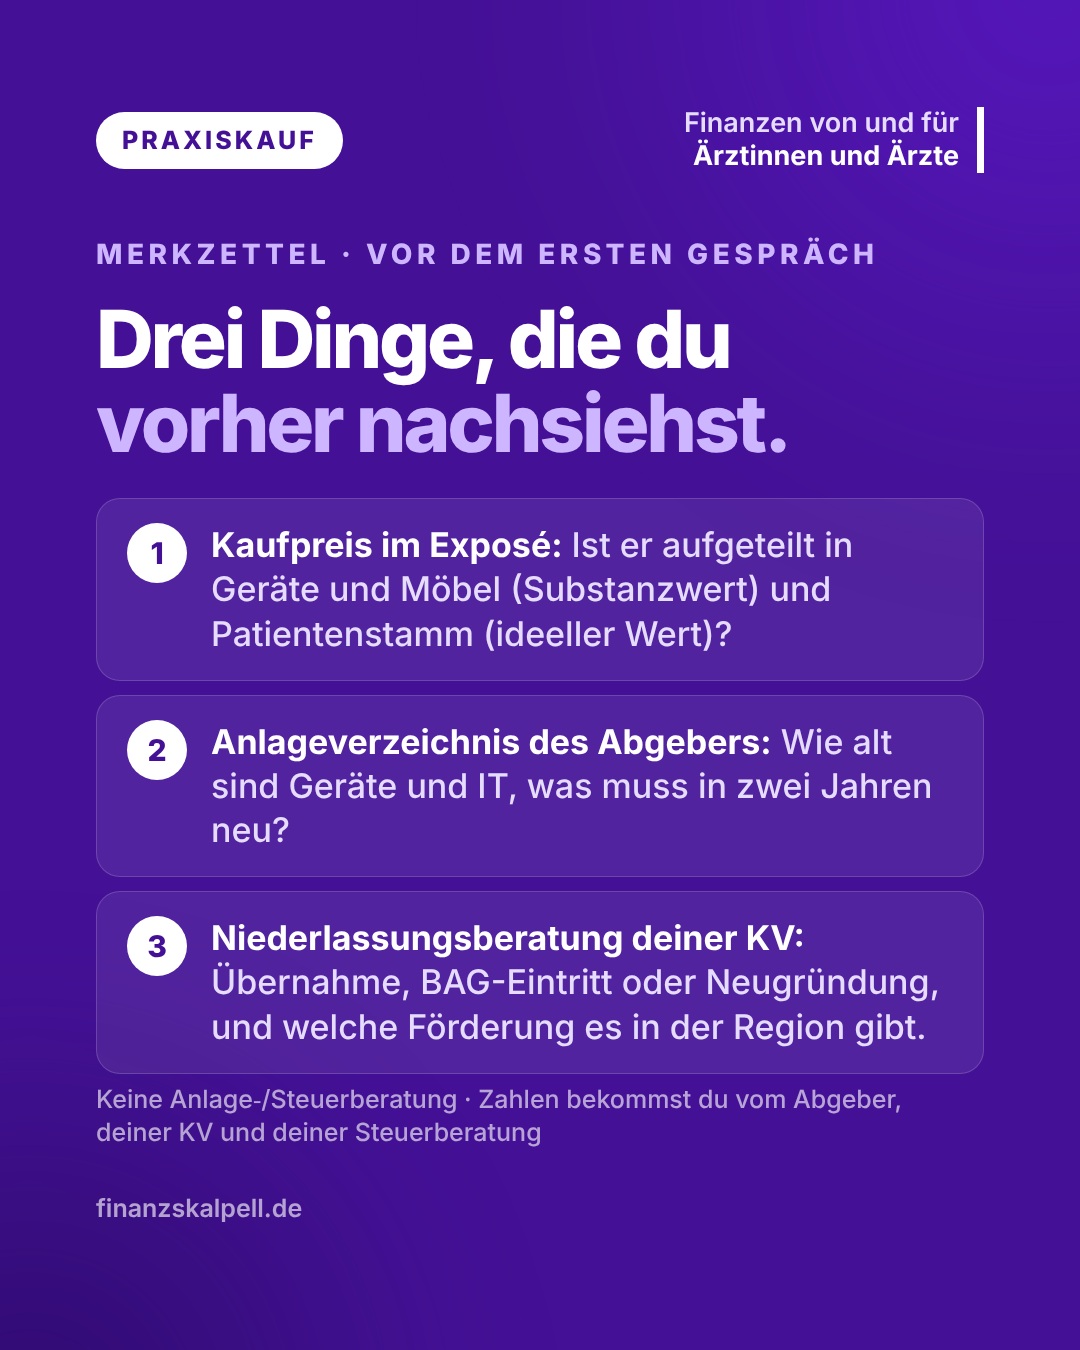 PRAXISKAUF
Finanzen von und für
Ärztinnen und Ärzte
MERKZETTEL · VOR DEM ERSTEN GESPRÄCH
Drei Dinge, die du
vorher nachsiehst.
1
Kaufpreis im Exposé: Ist er aufgeteilt in
Geräte und Möbel (Substanzwert) und
Patientenstamm (ideeller Wert)?
2
Anlageverzeichnis des Abgebers: Wie alt
sind Geräte und IT, was muss in zwei Jahren
neu?
3
Niederlassungsberatung deiner KV:
Übernahme, BAG-Eintritt oder Neugründung,
und welche Förderung es in der Region gibt.
Keine Anlage-/Steuerberatung · Zahlen bekommst du vom Abgeber,
deiner KV und deiner Steuerberatung
finanzskalpell.de